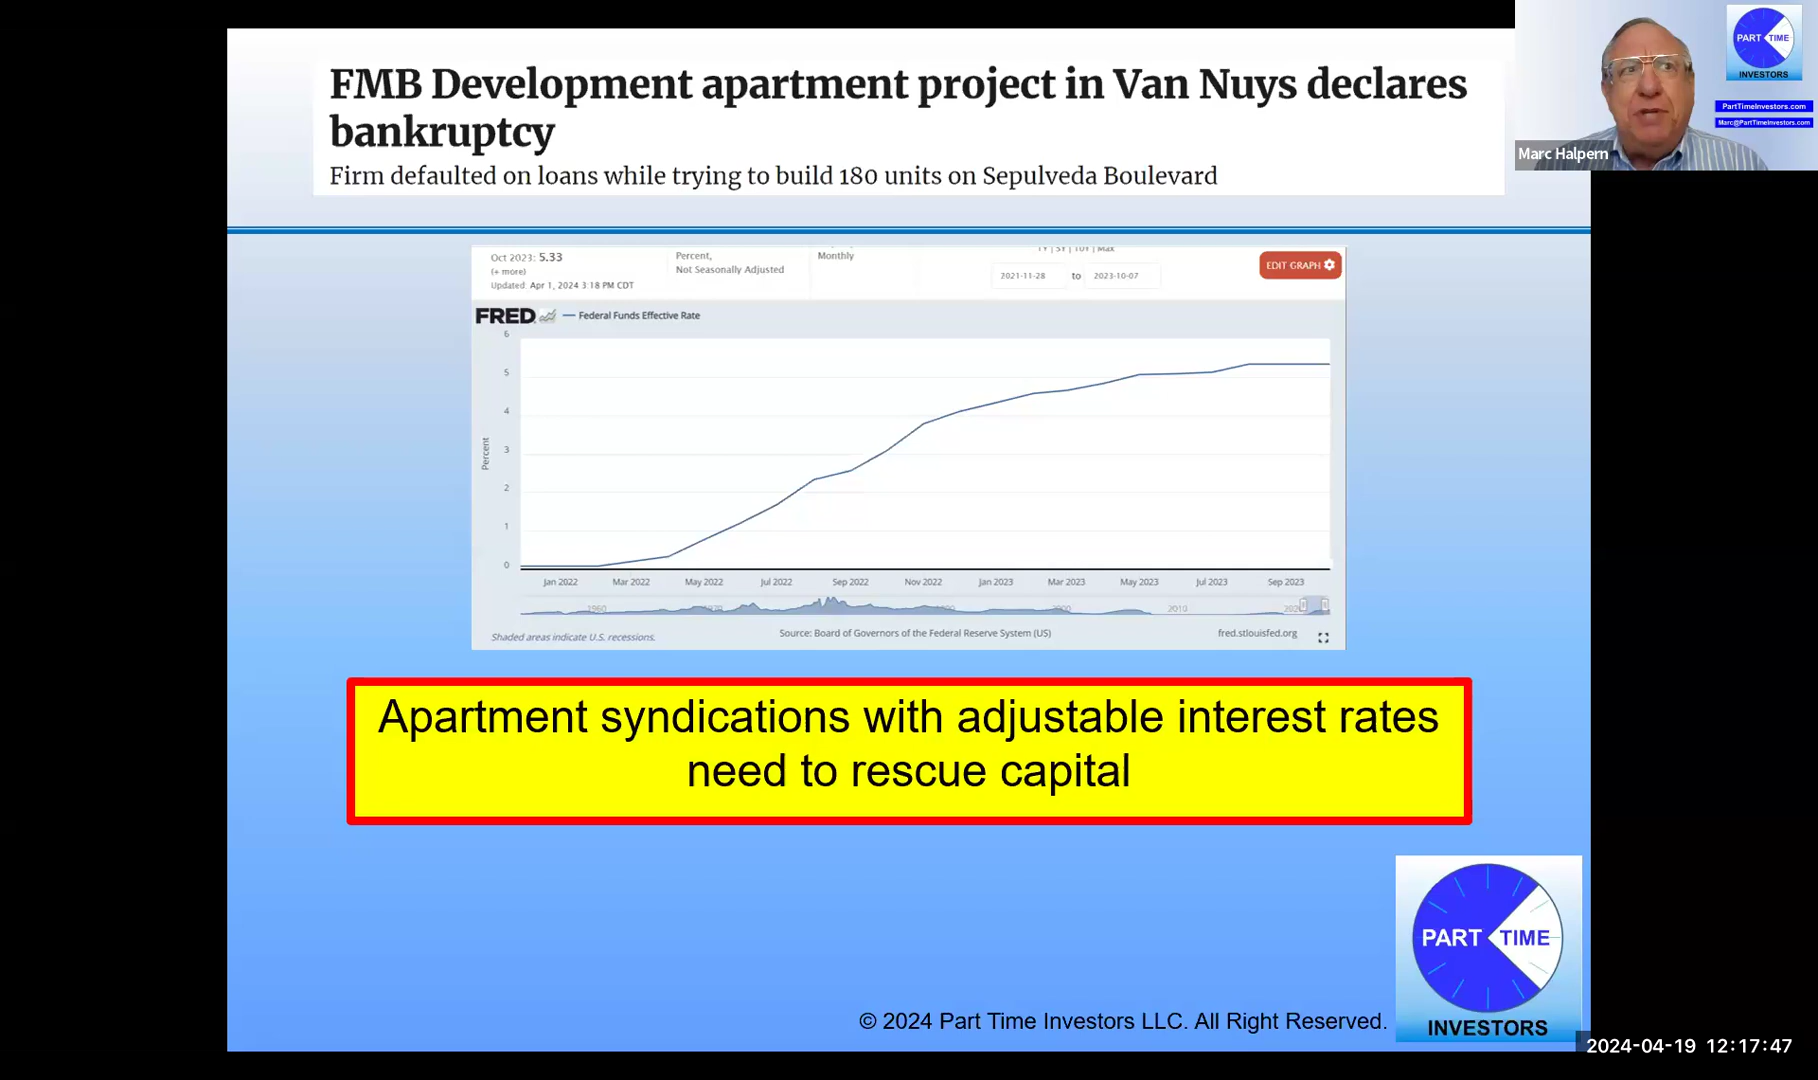 FMB Development apartment project in Van Nuys declares
bankruptcy
Firm defaulted on loans while trying to build 180 units on Sepulveda Boulevard
PART TIME
INVESTORS
PartTimeInvestors.com
Marc@PartTimeInvestors.com
Marc Halpern
Oct 2023: 5.33
(+ more)
Updated: Apr 1, 2024 3:18 PM CDT
Percent,
Not Seasonally Adjusted
Monthly
1Y | 5Y | 10Y | Max
2021-11-28 to 2023-10-07
EDIT GRAPH
FRED
Federal Funds Effective Rate
Percent
6
5
4
3
2
1
0
Jan 2022 Mar 2022 May 2022 Jul 2022 Sep 2022 Nov 2022 Jan 2023 Mar 2023 May 2023 Jul 2023 Sep 2023
1960 2010
Shaded areas indicate U.S. recessions.
Source: Board of Governors of the Federal Reserve System (US)
fred.stlouisfed.org
Apartment syndications with adjustable interest rates
need to rescue capital
PART TIME
INVESTORS
© 2024 Part Time Investors LLC. All Right Reserved.
2024-04-19 12:17:47